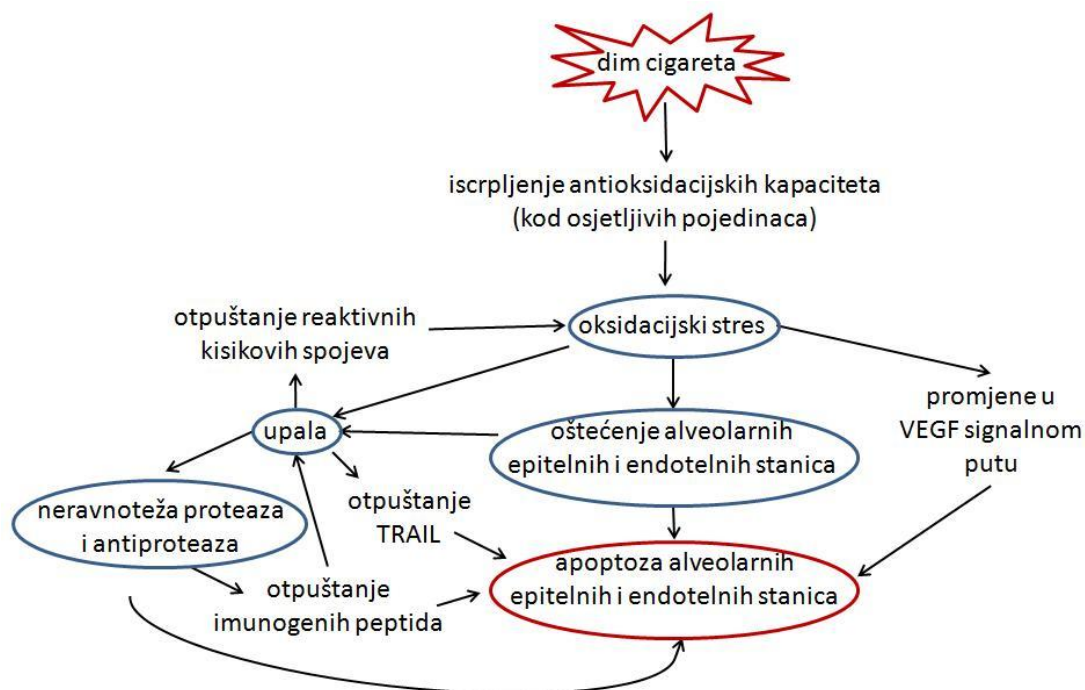 dim cigareta
iscrpljenje antioksidacijskih kapaciteta
(kod osjetljivih pojedinaca)
otpuštanje reaktivnih
kisikovih spojeva
oksidacijski stres
promjene u
VEGF signalnom
putu
upala
oštećenje alveolarnih
epitelnih i endotelnih stanica
neravnoteža proteaza
i antiproteaza
otpuštanje
TRAIL
otpuštanje
imunogenih peptida
apoptoza alveolarnih
epitelnih i endotelnih stanica